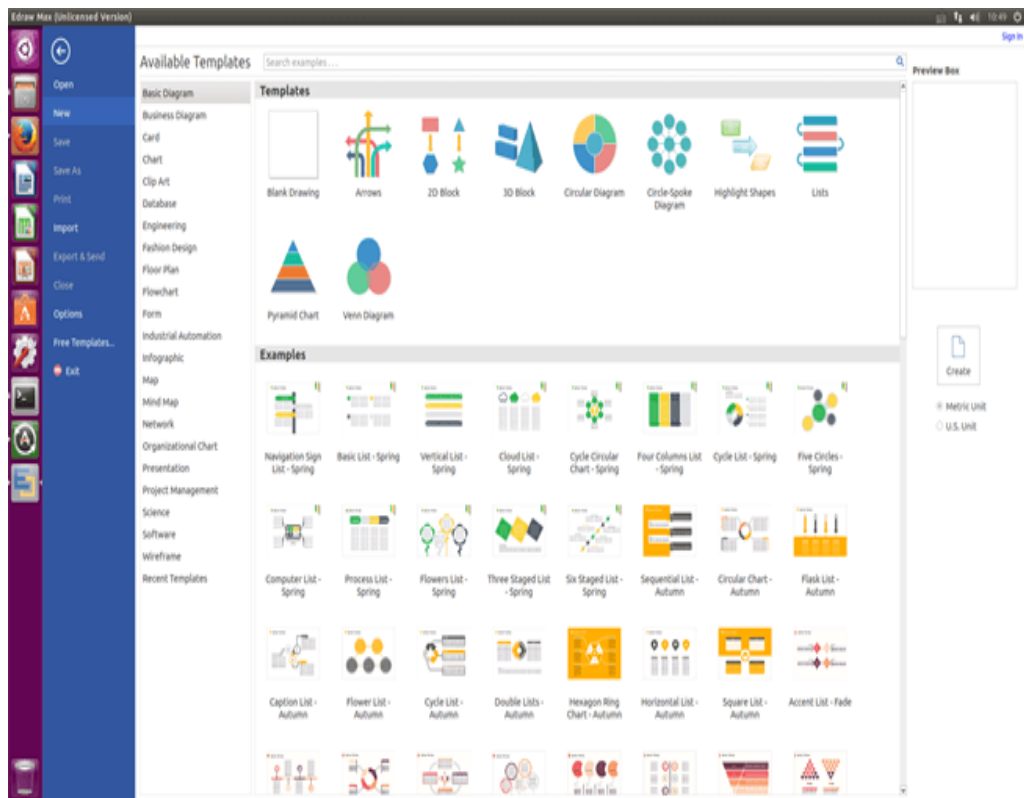 Edraw Max (Unlicensed Version)
10:49
Sign In
Open
New
Save
Save As
Print
Import
Export & Send
Close
Options
Free Templates...
Exit
Available Templates
Search examples . . .
Basic Diagram
Business Diagram
Card
Chart
Clip Art
Database
Engineering
Fashion Design
Floor Plan
Flowchart
Form
Industrial Automation
Infographic
Map
Mind Map
Network
Organizational Chart
Presentation
Project Management
Science
Software
Wireframe
Recent Templates
Templates
Blank Drawing
Arrows
2D Block
3D Block
Circular Diagram
Circle-Spoke
Diagram
Highlight Shapes
Lists
Pyramid Chart
Venn Diagram
Examples
Navigation Sign
List - Spring
Basic List - Spring
Vertical List -
Spring
Cloud List -
Spring
Cycle Circular
Chart - Spring
Four Columns List
- Spring
Cycle List - Spring
Five Circles -
Spring
Computer List -
Spring
Process List -
Spring
Flowers List -
Spring
Three Staged List
- Spring
Six Staged List -
Spring
Sequential List -
Autumn
Circular Chart -
Autumn
Flask List -
Autumn
Caption List -
Autumn
Flower List -
Autumn
Cycle List -
Autumn
Double Lists -
Autumn
Hexagon Ring
Chart - Autumn
Horizontal List -
Autumn
Square List -
Autumn
Accent List - Fade
Preview Box
Create
Metric Unit
U.S. Unit